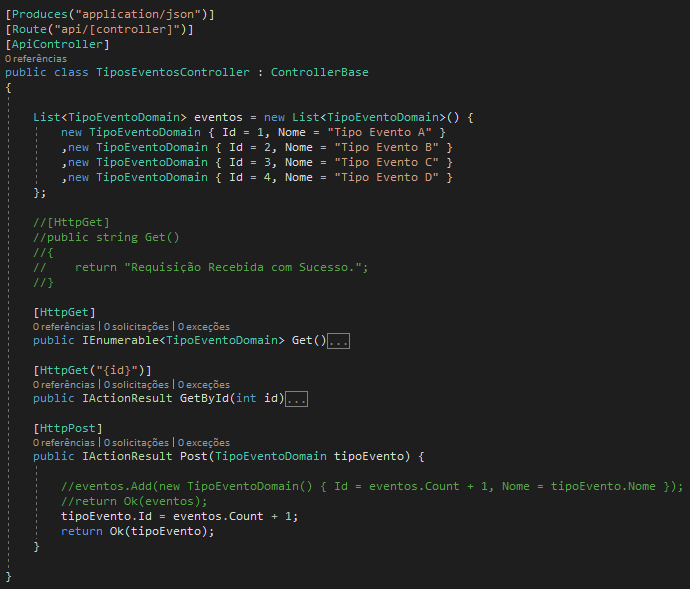 [Produces("application/json")]
[Route("api/[controller]")]
[ApiController]
0 referências
public class TiposEventosController : ControllerBase
{
List<TipoEventoDomain> eventos = new List<TipoEventoDomain>() {
new TipoEventoDomain { Id = 1, Nome = "Tipo Evento A" }
,new TipoEventoDomain { Id = 2, Nome = "Tipo Evento B" }
,new TipoEventoDomain { Id = 3, Nome = "Tipo Evento C" }
,new TipoEventoDomain { Id = 4, Nome = "Tipo Evento D" }
};
//[HttpGet]
//public string Get()
//{
//    return "Requisição Recebida com Sucesso.";
//}
[HttpGet]
0 referências | 0 solicitações | 0 exceções
public IEnumerable<TipoEventoDomain> Get()...
[HttpGet("{id}")]
0 referências | 0 solicitações | 0 exceções
public IActionResult GetById(int id)...
[HttpPost]
0 referências | 0 solicitações | 0 exceções
public IActionResult Post(TipoEventoDomain tipoEvento) {
//eventos.Add(new TipoEventoDomain() { Id = eventos.Count + 1, Nome = tipoEvento.Nome });
//return Ok(eventos);
tipoEvento.Id = eventos.Count + 1;
return Ok(tipoEvento);
}
}